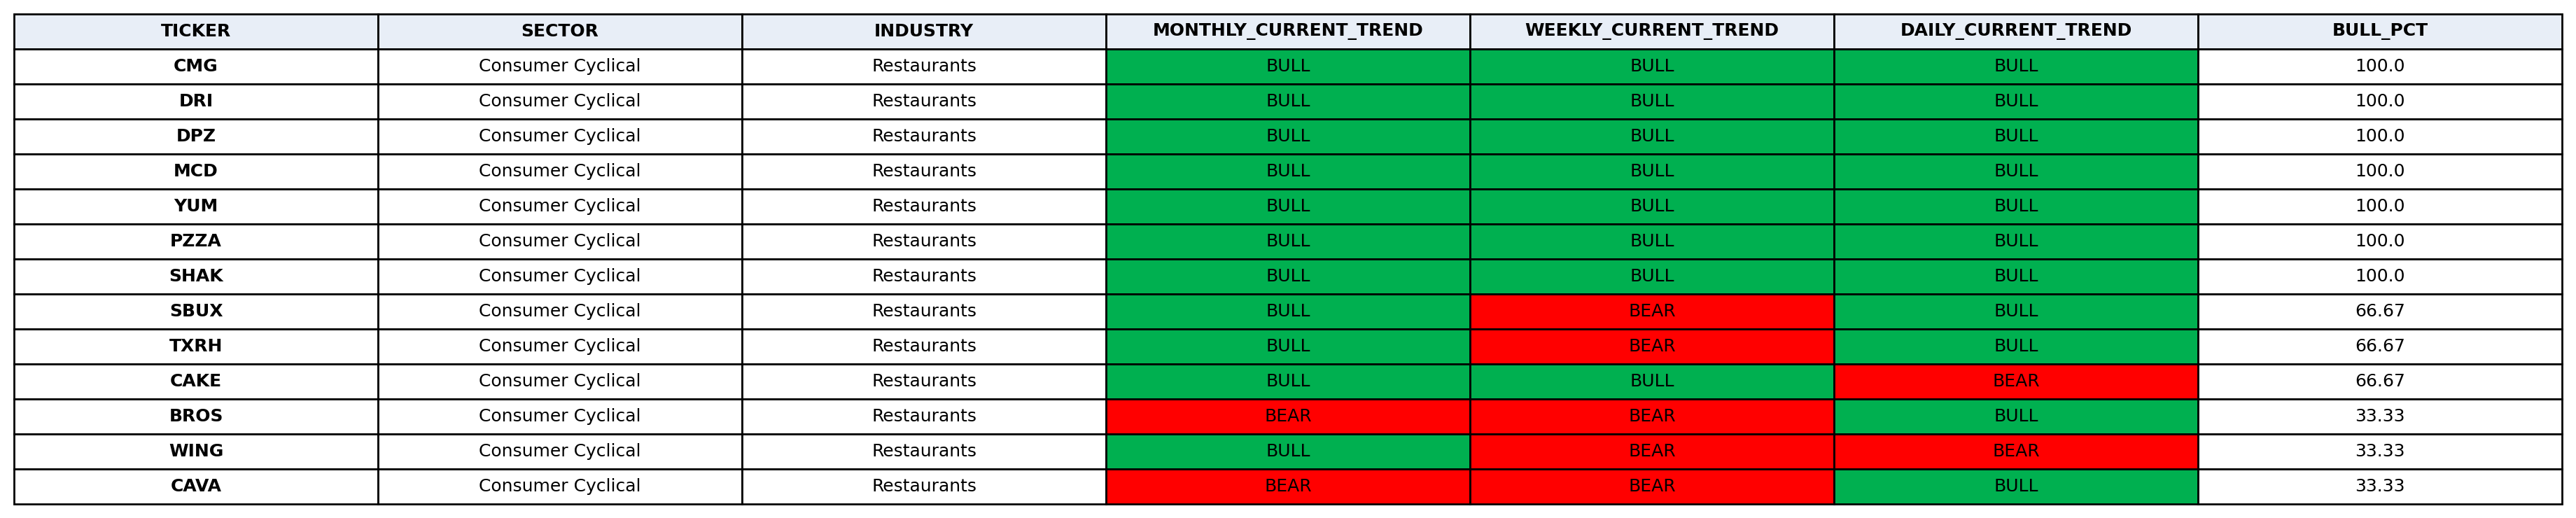 TICKER SECTOR INDUSTRY MONTHLY_CURRENT_TREND WEEKLY_CURRENT_TREND DAILY_CURRENT_TREND BULL_PCT
CMG Consumer Cyclical Restaurants BULL BULL BULL 100.0
DRI Consumer Cyclical Restaurants BULL BULL BULL 100.0
DPZ Consumer Cyclical Restaurants BULL BULL BULL 100.0
MCD Consumer Cyclical Restaurants BULL BULL BULL 100.0
YUM Consumer Cyclical Restaurants BULL BULL BULL 100.0
PZZA Consumer Cyclical Restaurants BULL BULL BULL 100.0
SHAK Consumer Cyclical Restaurants BULL BULL BULL 100.0
SBUX Consumer Cyclical Restaurants BULL BEAR BULL 66.67
TXRH Consumer Cyclical Restaurants BULL BEAR BULL 66.67
CAKE Consumer Cyclical Restaurants BULL BULL BEAR 66.67
BROS Consumer Cyclical Restaurants BEAR BEAR BULL 33.33
WING Consumer Cyclical Restaurants BULL BEAR BEAR 33.33
CAVA Consumer Cyclical Restaurants BEAR BEAR BULL 33.33